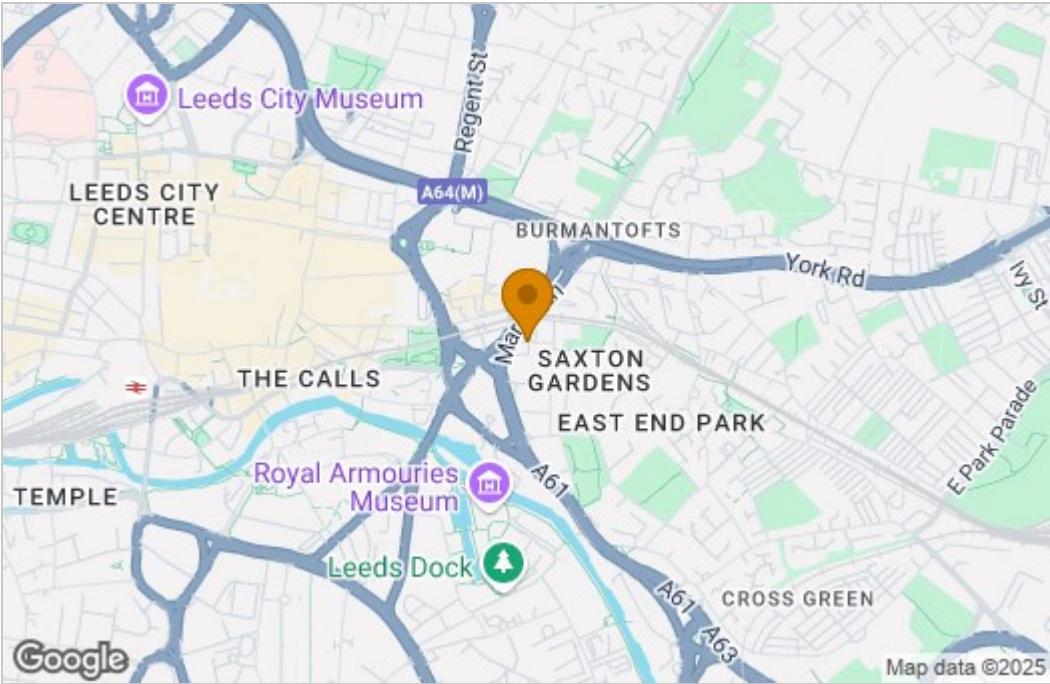 Regent St
Leeds City Museum
LEEDS CITY
CENTRE
A64(M)
BURMANTOFTS
York Rd
Ivy St
SAXTON
GARDENS
THE CALLS
EAST END PARK
E Park Parade
Royal Armouries
Museum
A61
TEMPLE
Leeds Dock
A61
A63
CROSS GREEN
Google
Map data ©2025